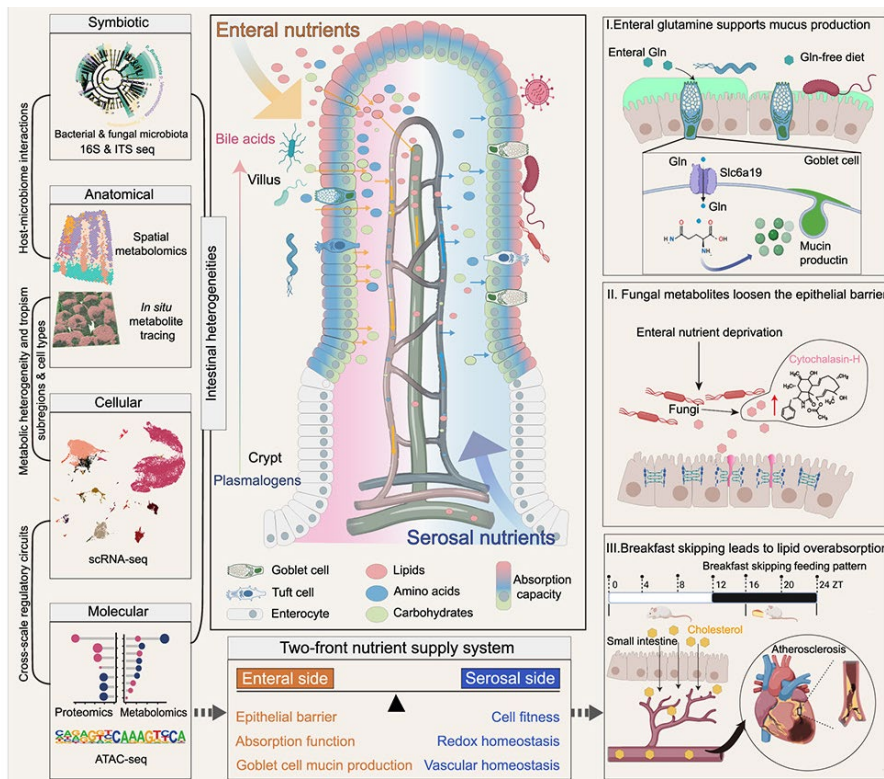 Symbiotic
Bacterial & fungal microbiota
16S & ITS seq
Host-microbiome interactions
Anatomical
Spatial
metabolomics
In situ
metabolite
tracing
Metabolic heterogeneity and tropism
subregions & cell types
Cellular
scRNA-seq
Cross-scale regulatory circuits
Molecular
Proteomics
Metabolomics
ATAC-seq
Intestinal heterogeneities
Enteral nutrients
Bile acids
Villus
Crypt
Plasmalogens
Serosal nutrients
Goblet cell
Tuft cell
Enterocyte
Lipids
Amino acids
Carbohydrates
Absorption
capacity
Two-front nutrient supply system
Enteral side
Serosal side
Epithelial barrier
Cell fitness
Absorption function
Redox homeostasis
Goblet cell mucin production
Vascular homeostasis
I.Enteral glutamine supports mucus production
Enteral Gln
Gln-free diet
Goblet cell
Gln
Slc6a19
Gln
Mucin
productin
II. Fungal metabolites loosen the epithelial barrier
Enteral nutrient deprivation
Cytochalasin-H
Fungi
III.Breakfast skipping leads to lipid overabsorption
Breakfast skipping feeding pattern
0 4 8 12 16 20 24 ZT
Cholesterol
Small intestine
Atherosclerosis